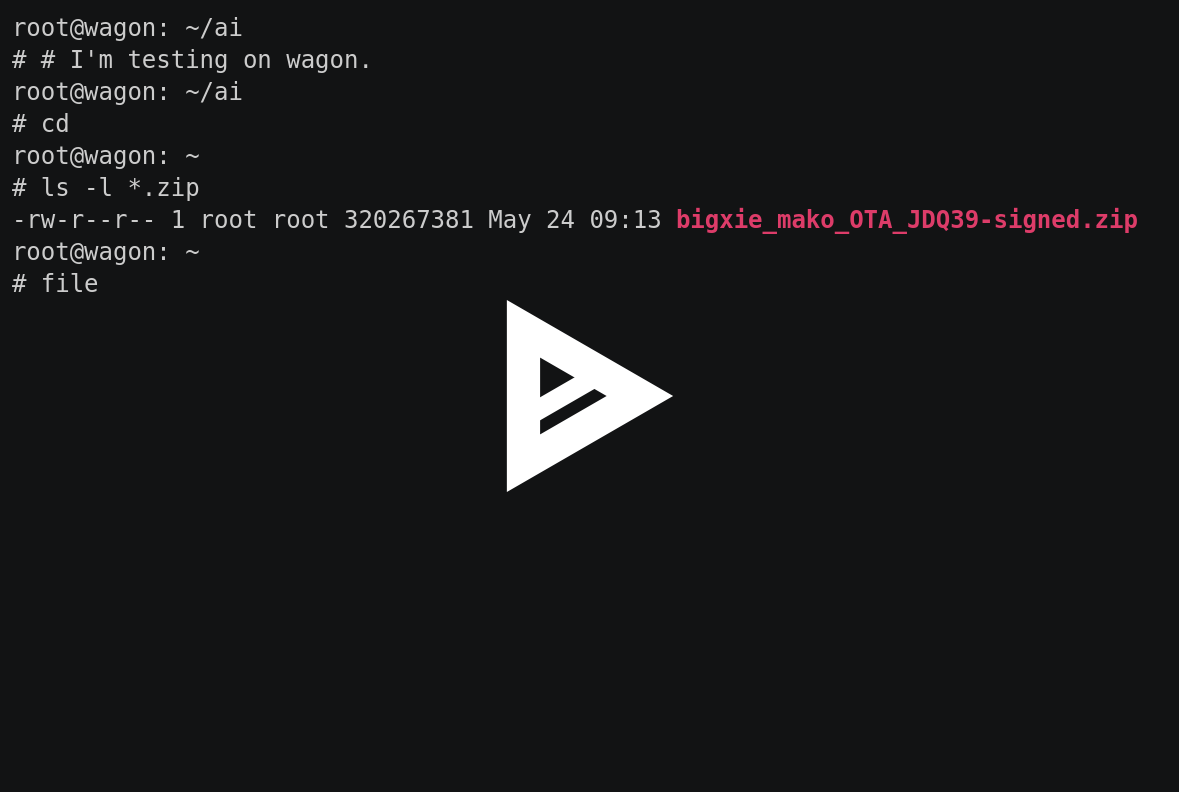 root@wagon: ~/ai
# # I'm testing on wagon.
root@wagon: ~/ai
# cd
root@wagon: ~
# ls -l *.zip
-rw-r--r-- 1 root root 320267381 May 24 09:13 bigxie_mako_OTA_JDQ39-signed.zip
root@wagon: ~
# file